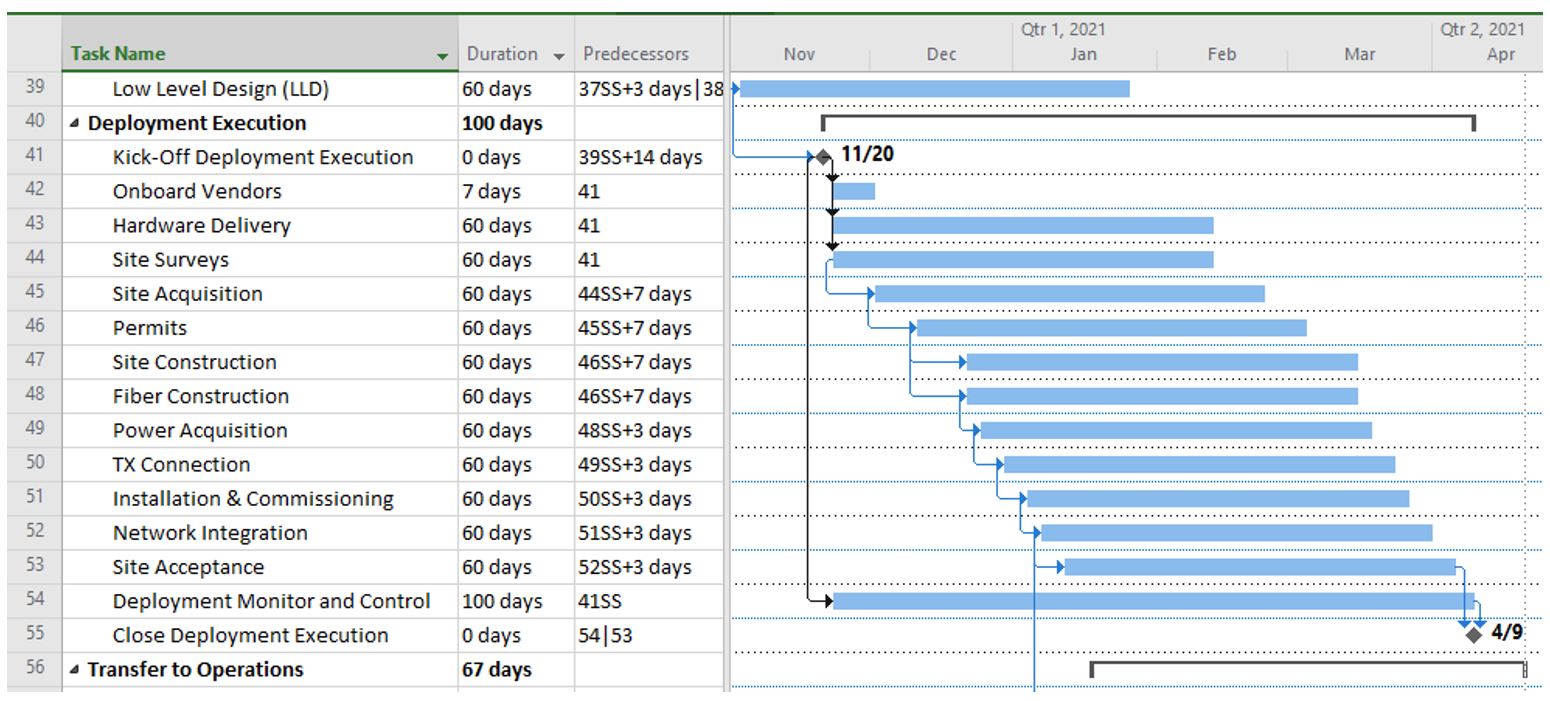 Qtr 1, 2021 Qtr 2, 2021
Task Name Duration Predecessors Nov Dec Jan Feb Mar Apr
39 Low Level Design (LLD) 60 days 37SS+3 days|38
40 Deployment Execution 100 days
41 Kick-Off Deployment Execution 0 days 39SS+14 days 11/20
42 Onboard Vendors 7 days 41
43 Hardware Delivery 60 days 41
44 Site Surveys 60 days 41
45 Site Acquisition 60 days 44SS+7 days
46 Permits 60 days 45SS+7 days
47 Site Construction 60 days 46SS+7 days
48 Fiber Construction 60 days 46SS+7 days
49 Power Acquisition 60 days 48SS+3 days
50 TX Connection 60 days 49SS+3 days
51 Installation & Commissioning 60 days 50SS+3 days
52 Network Integration 60 days 51SS+3 days
53 Site Acceptance 60 days 52SS+3 days
54 Deployment Monitor and Control 100 days 41SS
55 Close Deployment Execution 0 days 54|53 4/9
56 Transfer to Operations 67 days